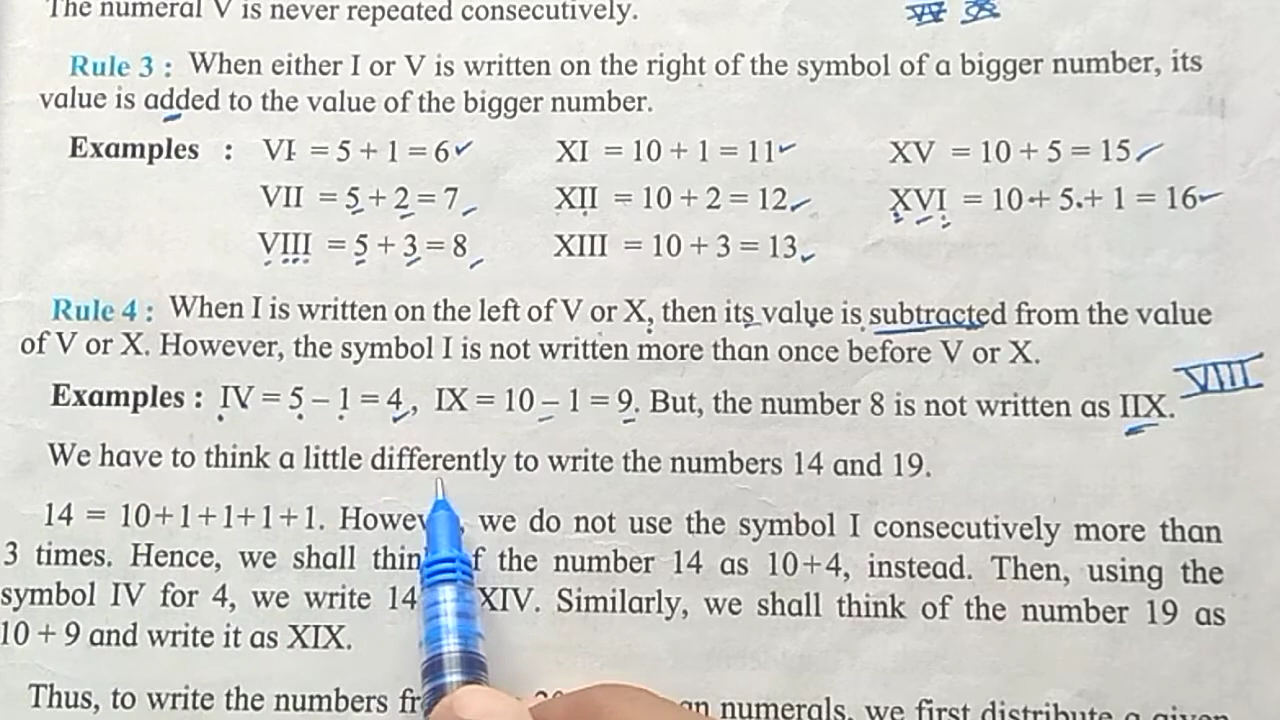 The numeral V is never repeated consecutively.
Rule 3 : When either I or V is written on the right of the symbol of a bigger number, its
value is added to the value of the bigger number.
Examples : VI = 5 + 1 = 6 XI = 10 + 1 = 11 XV = 10 + 5 = 15
VII = 5 + 2 = 7 XII = 10 + 2 = 12 XVI = 10 + 5 + 1 = 16
VIII = 5 + 3 = 8 XIII = 10 + 3 = 13
Rule 4 : When I is written on the left of V or X, then its value is subtracted from the value
of V or X. However, the symbol I is not written more than once before V or X.
VIII
Examples : IV = 5 – 1 = 4, IX = 10 – 1 = 9. But, the number 8 is not written as IIX.
We have to think a little differently to write the numbers 14 and 19.
14 = 10+1+1+1+1. However, we do not use the symbol I consecutively more than
3 times. Hence, we shall think of the number 14 as 10+4, instead. Then, using the
symbol IV for 4, we write 14 XIV. Similarly, we shall think of the number 19 as
10 + 9 and write it as XIX.
Thus, to write the numbers numerals, we first distribute a given